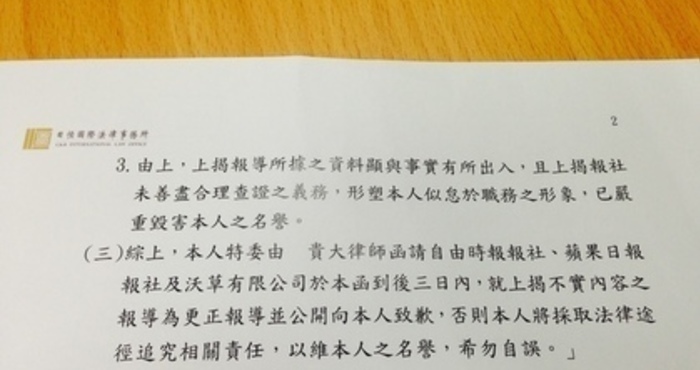 國際法律事務所
INTERNATIONAL LAW OFFICE
2
3. 由上，上揭報導所據之資料顯與事實有所出入，且上揭報社
未善盡合理查證之義務，形塑本人似怠於職務之形象，已嚴
重毀害本人之名譽。
(三)綜上，本人特委由　貴大律師函請自由時報報社、蘋果日報
報社及沃草有限公司於本函到後三日內，就上揭不實內容之
報導為更正報導並公開向本人致歉，否則本人將採取法律途
徑追究相關責任，以維本人之名譽，希勿自誤。」